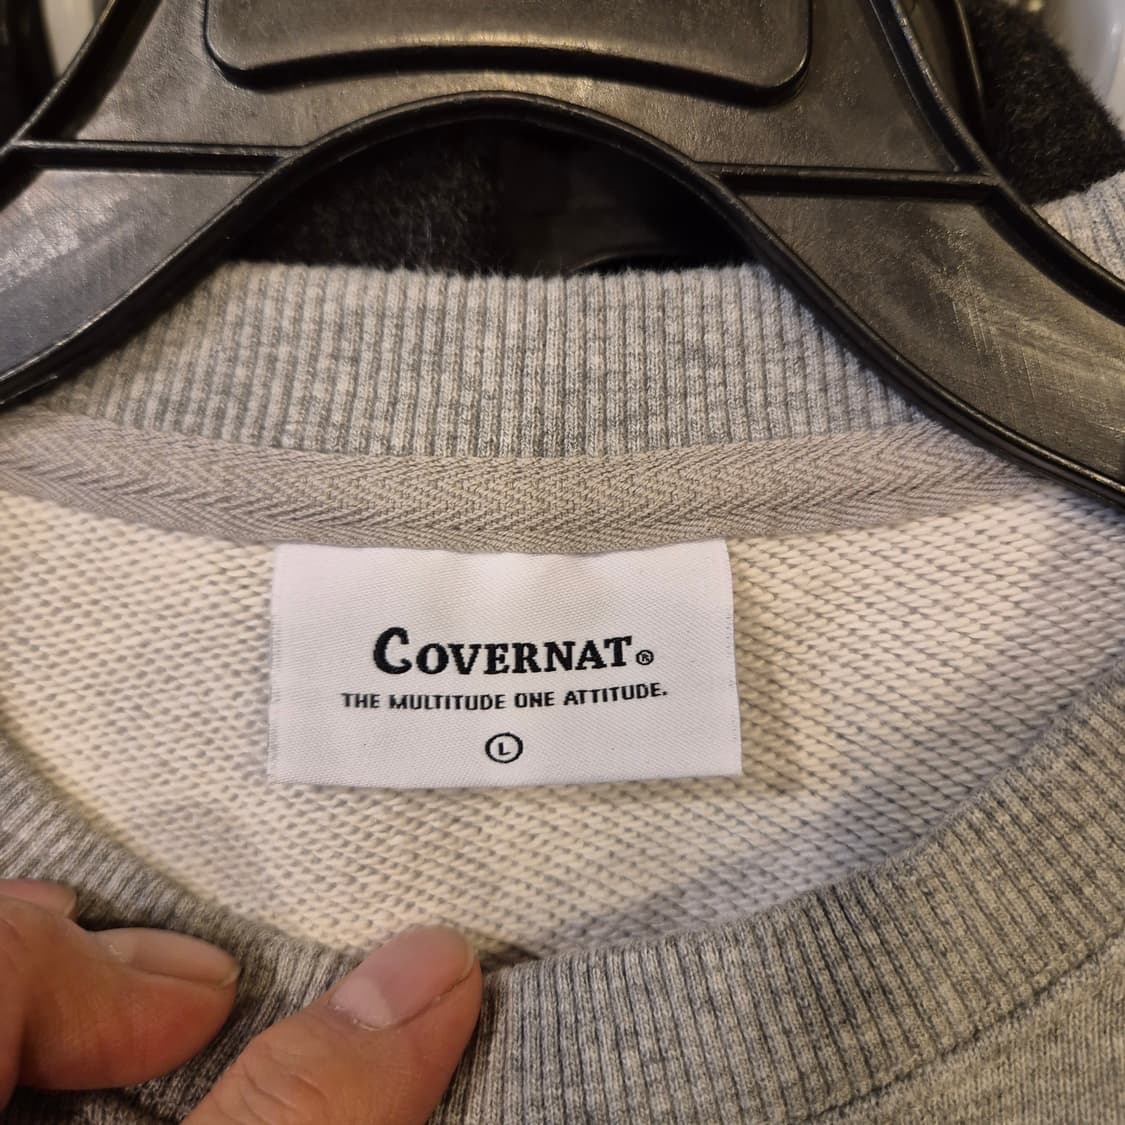 COVERNAT®
THE MULTITUDE ONE ATTITUDE.
L